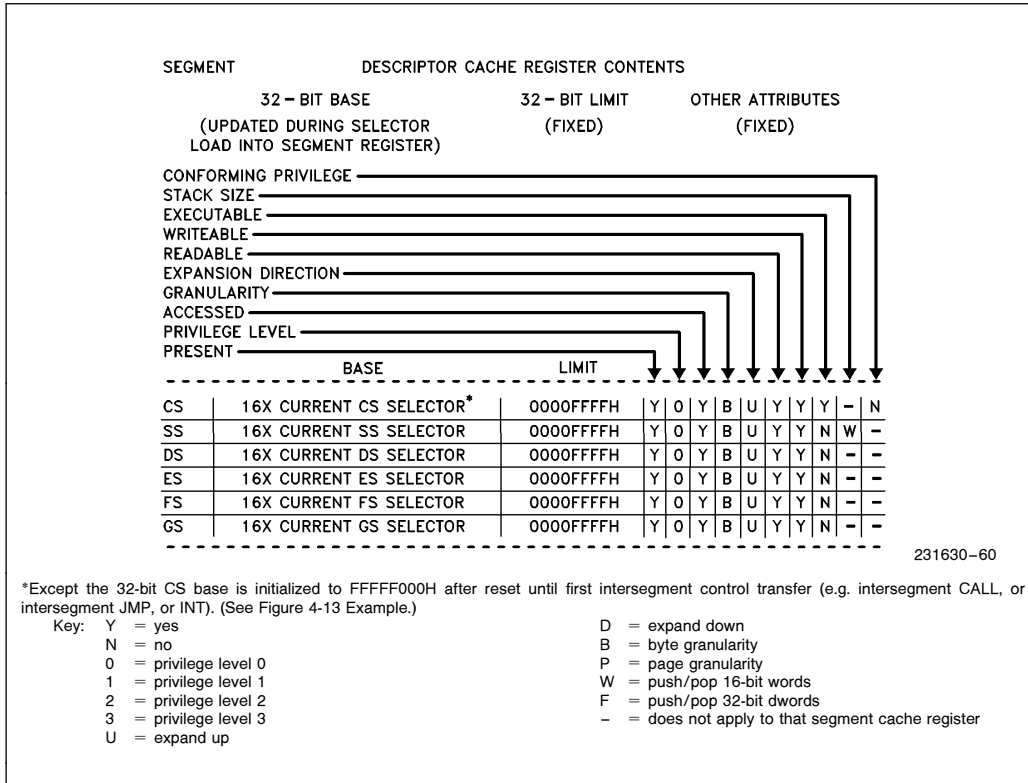 SEGMENT DESCRIPTOR CACHE REGISTER CONTENTS
32 – BIT BASE 32 – BIT LIMIT OTHER ATTRIBUTES
(UPDATED DURING SELECTOR (FIXED) (FIXED)
LOAD INTO SEGMENT REGISTER)
CONFORMING PRIVILEGE
STACK SIZE
EXECUTABLE
WRITEABLE
READABLE
EXPANSION DIRECTION
GRANULARITY
ACCESSED
PRIVILEGE LEVEL
PRESENT
BASE LIMIT
CS 16X CURRENT CS SELECTOR* 0000FFFFH Y 0 Y B U Y Y Y – N
SS 16X CURRENT SS SELECTOR 0000FFFFH Y 0 Y B U Y Y N W –
DS 16X CURRENT DS SELECTOR 0000FFFFH Y 0 Y B U Y Y N – –
ES 16X CURRENT ES SELECTOR 0000FFFFH Y 0 Y B U Y Y N – –
FS 16X CURRENT FS SELECTOR 0000FFFFH Y 0 Y B U Y Y N – –
GS 16X CURRENT GS SELECTOR 0000FFFFH Y 0 Y B U Y Y N – –
231630–60
*Except the 32-bit CS base is initialized to FFFFF000H after reset until first intersegment control transfer (e.g. intersegment CALL, or
intersegment JMP, or INT). (See Figure 4-13 Example.)
Key: Y = yes
N = no
0 = privilege level 0
1 = privilege level 1
2 = privilege level 2
3 = privilege level 3
U = expand up
D = expand down
B = byte granularity
P = page granularity
W = push/pop 16-bit words
F = push/pop 32-bit dwords
– = does not apply to that segment cache register